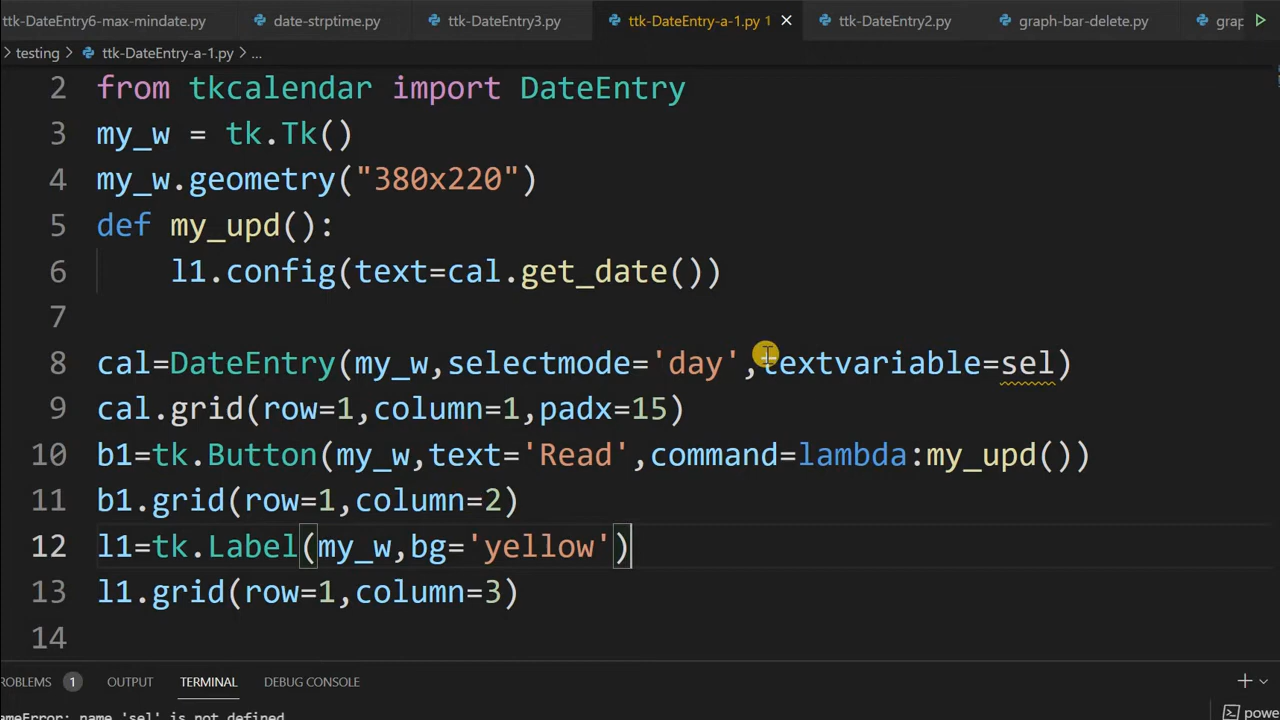 ttk-DateEntry6-max-mindate.py date-strptime.py ttk-DateEntry3.py ttk-DateEntry-a-1.py 1 ttk-DateEntry2.py graph-bar-delete.py grap
> testing > ttk-DateEntry-a-1.py > ...
2 from tkcalendar import DateEntry
3 my_w = tk.Tk()
4 my_w.geometry("380x220")
5 def my_upd():
6 l1.config(text=cal.get_date())
7
8 cal=DateEntry(my_w,selectmode='day',textvariable=sel)
9 cal.grid(row=1,column=1,padx=15)
10 b1=tk.Button(my_w,text='Read',command=lambda:my_upd())
11 b1.grid(row=1,column=2)
12 l1=tk.Label(my_w,bg='yellow')
13 l1.grid(row=1,column=3)
14
ROBLEMS 1 OUTPUT TERMINAL DEBUG CONSOLE
ameError: name 'sel' is not defined
powe